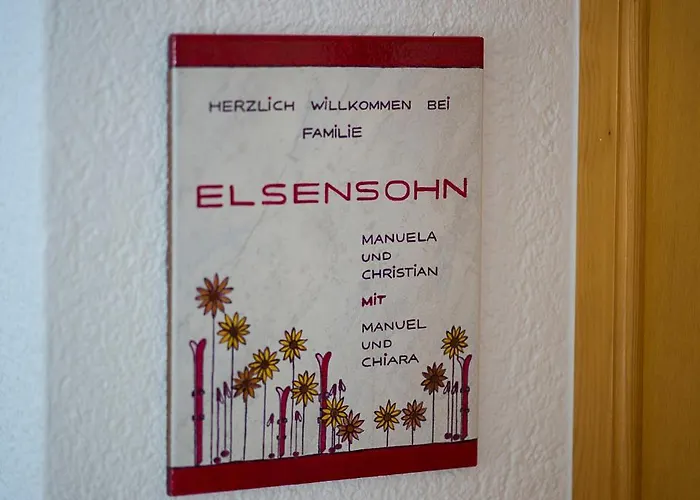 HERZLICH WILLKOMMEN BEI
FAMILIE
ELSENSOHN
MANUELA
UND
CHRISTIAN
MIT
MANUEL
UND
CHIARA